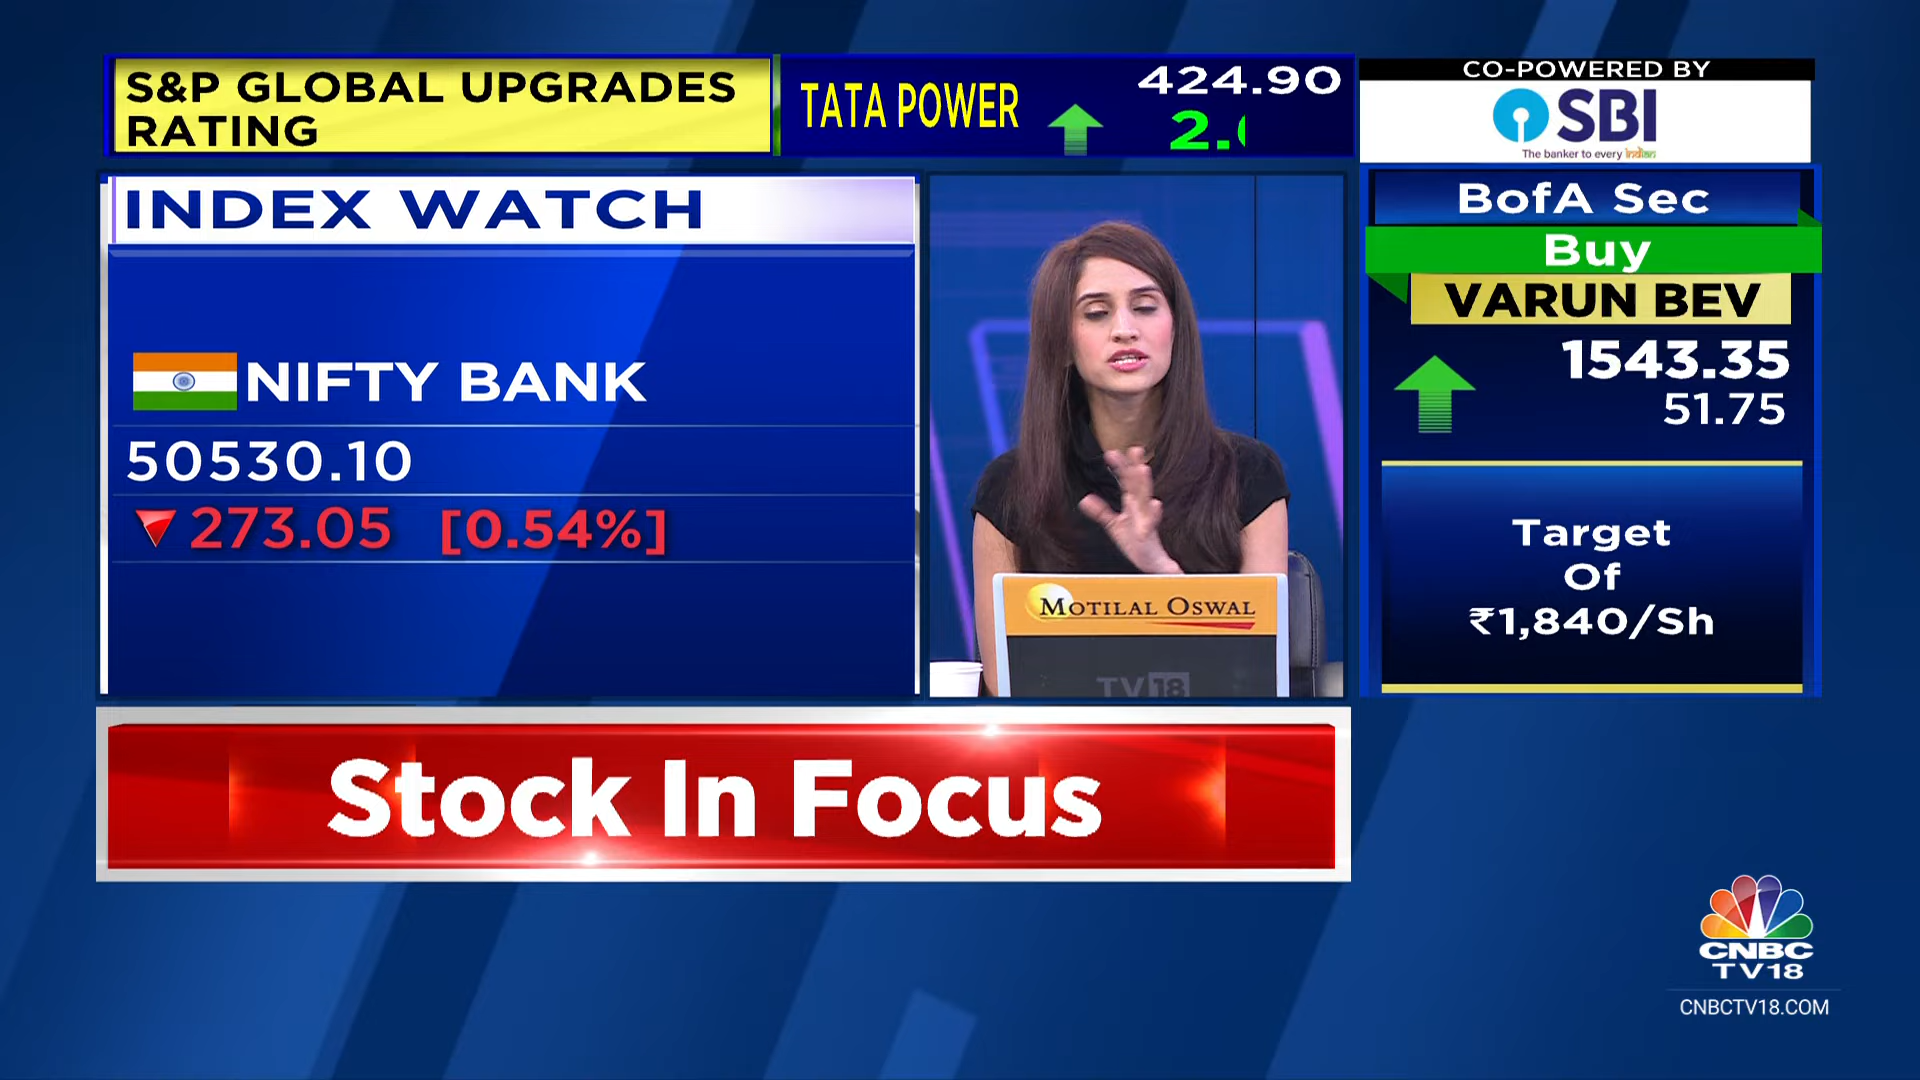 S&P GLOBAL UPGRADES
RATING
TATA POWER
424.90
CO-POWERED BY
SBI
The banker to every indian
INDEX WATCH
NIFTY BANK
50530.10
273.05 [0.54%]
BofA Sec
Buy
VARUN BEV
1543.35
51.75
Target
Of
₹1,840/Sh
MOTILAL OSWAL
TV18
Stock In Focus
CNBC
TV18
CNBCTV18.COM